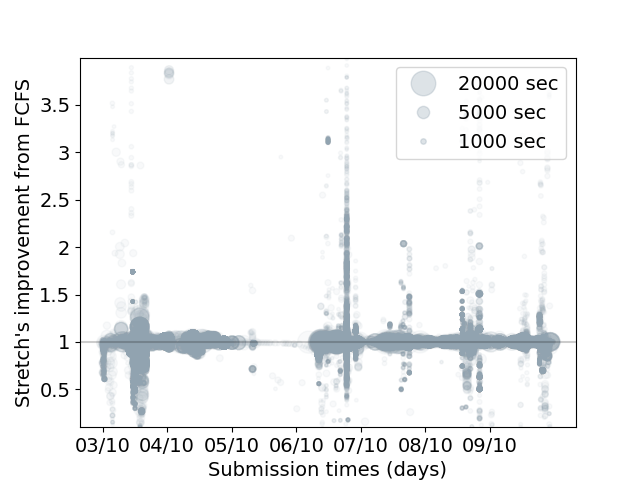 Stretch's improvement from FCFS
3.5
3
2.5
2
1.5
1
0.5
20000 sec
5000 sec
1000 sec
03/10 04/10 05/10 06/10 07/10 08/10 09/10
Submission times (days)